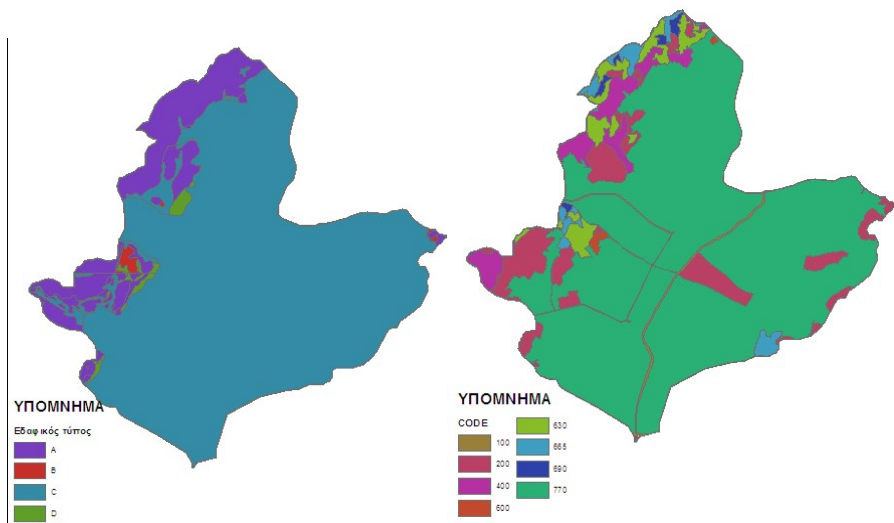 ΥΠΟΜΝΗΜΑ
Εδαφικός τύπος
A
B
C
D
ΥΠΟΜΝΗΜΑ
CODE
100
200
400
600
630
665
690
770